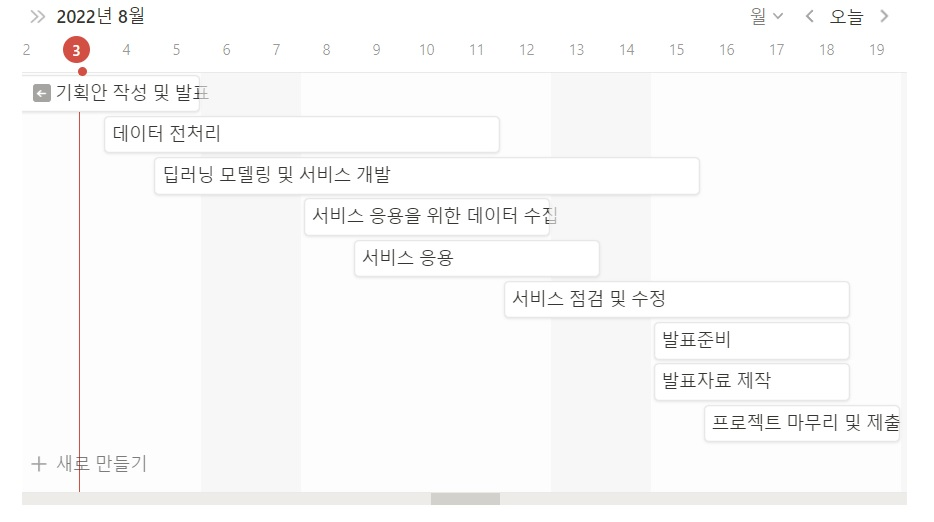 2022년 8월 월 오늘
2 3 4 5 6 7 8 9 10 11 12 13 14 15 16 17 18 19
기획안 작성 및 발표
데이터 전처리
딥러닝 모델링 및 서비스 개발
서비스 응용을 위한 데이터 수집
서비스 응용
서비스 점검 및 수정
발표준비
발표자료 제작
프로젝트 마무리 및 제출
새로 만들기